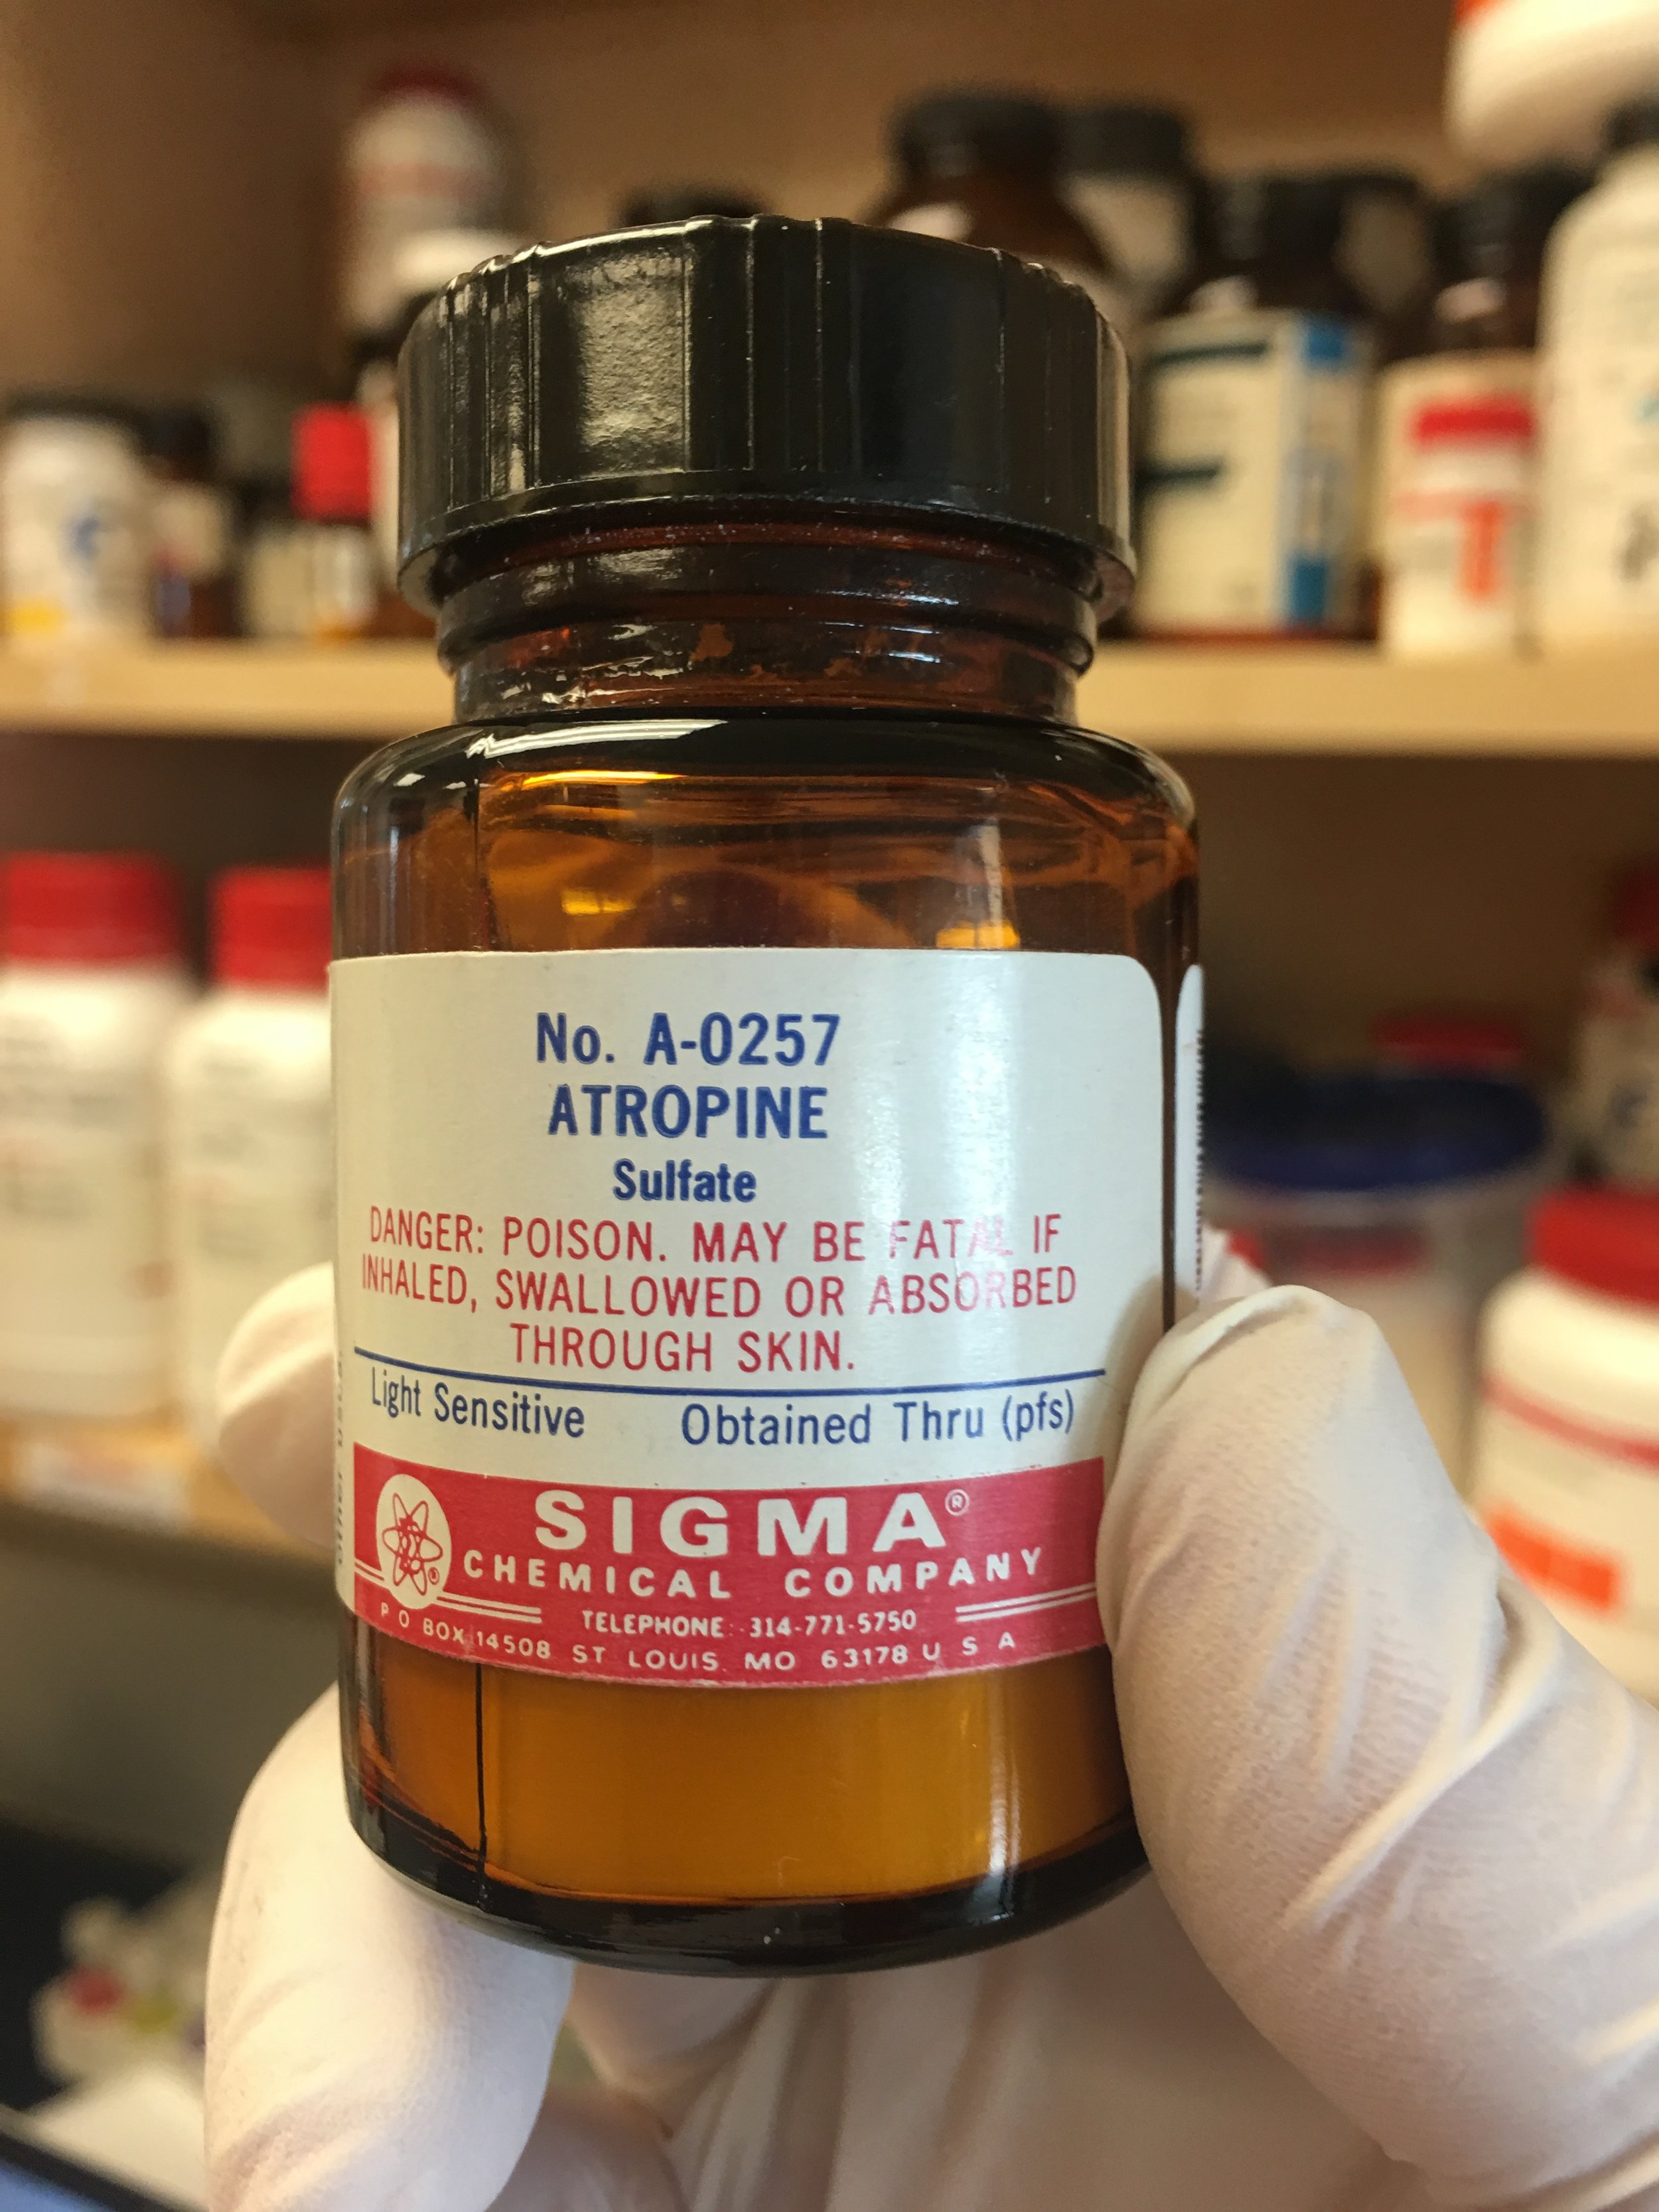 No. A-0257
ATROPINE
Sulfate
DANGER: POISON. MAY BE FATAL IF
INHALED, SWALLOWED OR ABSORBED
THROUGH SKIN.
Light Sensitive Obtained Thru (pfs)
SIGMA®
CHEMICAL COMPANY
TELEPHONE: 314-771-5750
P O BOX 14508 ST LOUIS, MO 63178 U S A